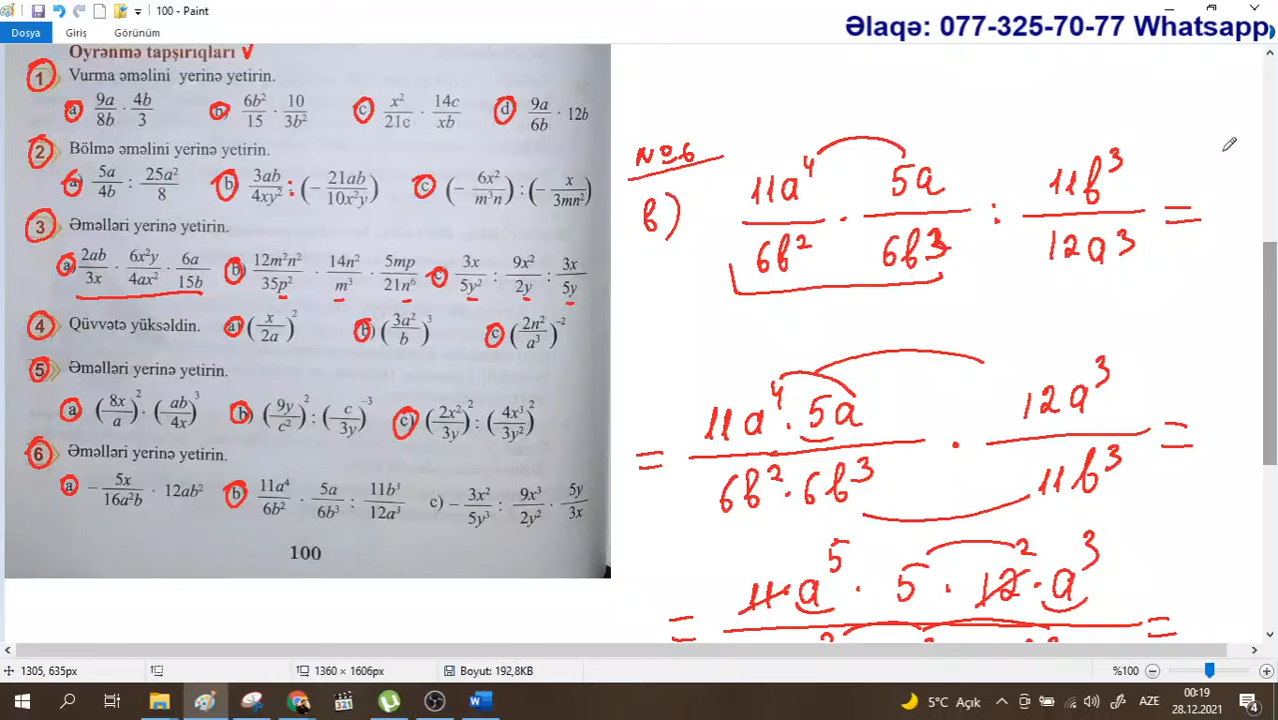 100 - Paint
Əlaqə: 077-325-70-77 Whatsapp
Dosya Giriş Görünüm
Öyrənmə tapşırıqları V
1 Vurma əməlini yerinə yetirin.
a) 9a/8b · 4b/3 b) 6b²/15 · 10/3b² c) x²/21c · 14c/xb d) 9a/6b · 12b
2 Bölmə əməlini yerinə yetirin.
a) 5a/4b : 25a²/8 b) 3ab/4xy² : (− 21ab/10x²y) c) (− 6x²/m³n) : (− x/3mn²)
3 Əməlləri yerinə yetirin.
a) 2ab/3x · 6x²y/4ax² · 6a/15b b) 12m²n²/35p² · 14n²/m³ · 5mp/21n⁶ c) 3x/5y² : 9x²/2y : 3x/5y
4 Qüvvətə yüksəldin. a) (x/2a)² b) (3a²/b)³ c) (2n²/a³)⁻²
5 Əməlləri yerinə yetirin.
a) (8x/a)² · (ab/4x)³ b) (9y/c²)² : (c/3y)⁻³ c) (2x²/3y)² : (4x³/3y²)²
6 Əməlləri yerinə yetirin.
a − 5x/16a²b · 12ab² b 11a⁴/6b² · 5a/6b³ : 11b³/12a³ c) − 3x²/5y³ : 9x³/2y² · 5y/3x
100
№6
b) 11a⁴/6b² · 5a/6b³ : 11b³/12a³ =
= 11a⁴ · 5a/6b² · 6b³ · 12a³/11b³ =
= 11 · a⁵ · 5 · 12 2 · a³ =
1305, 635px 1360 × 1606px Boyut: 192,8KB %100
5°C Açık AZE 00:19
28.12.2021 4